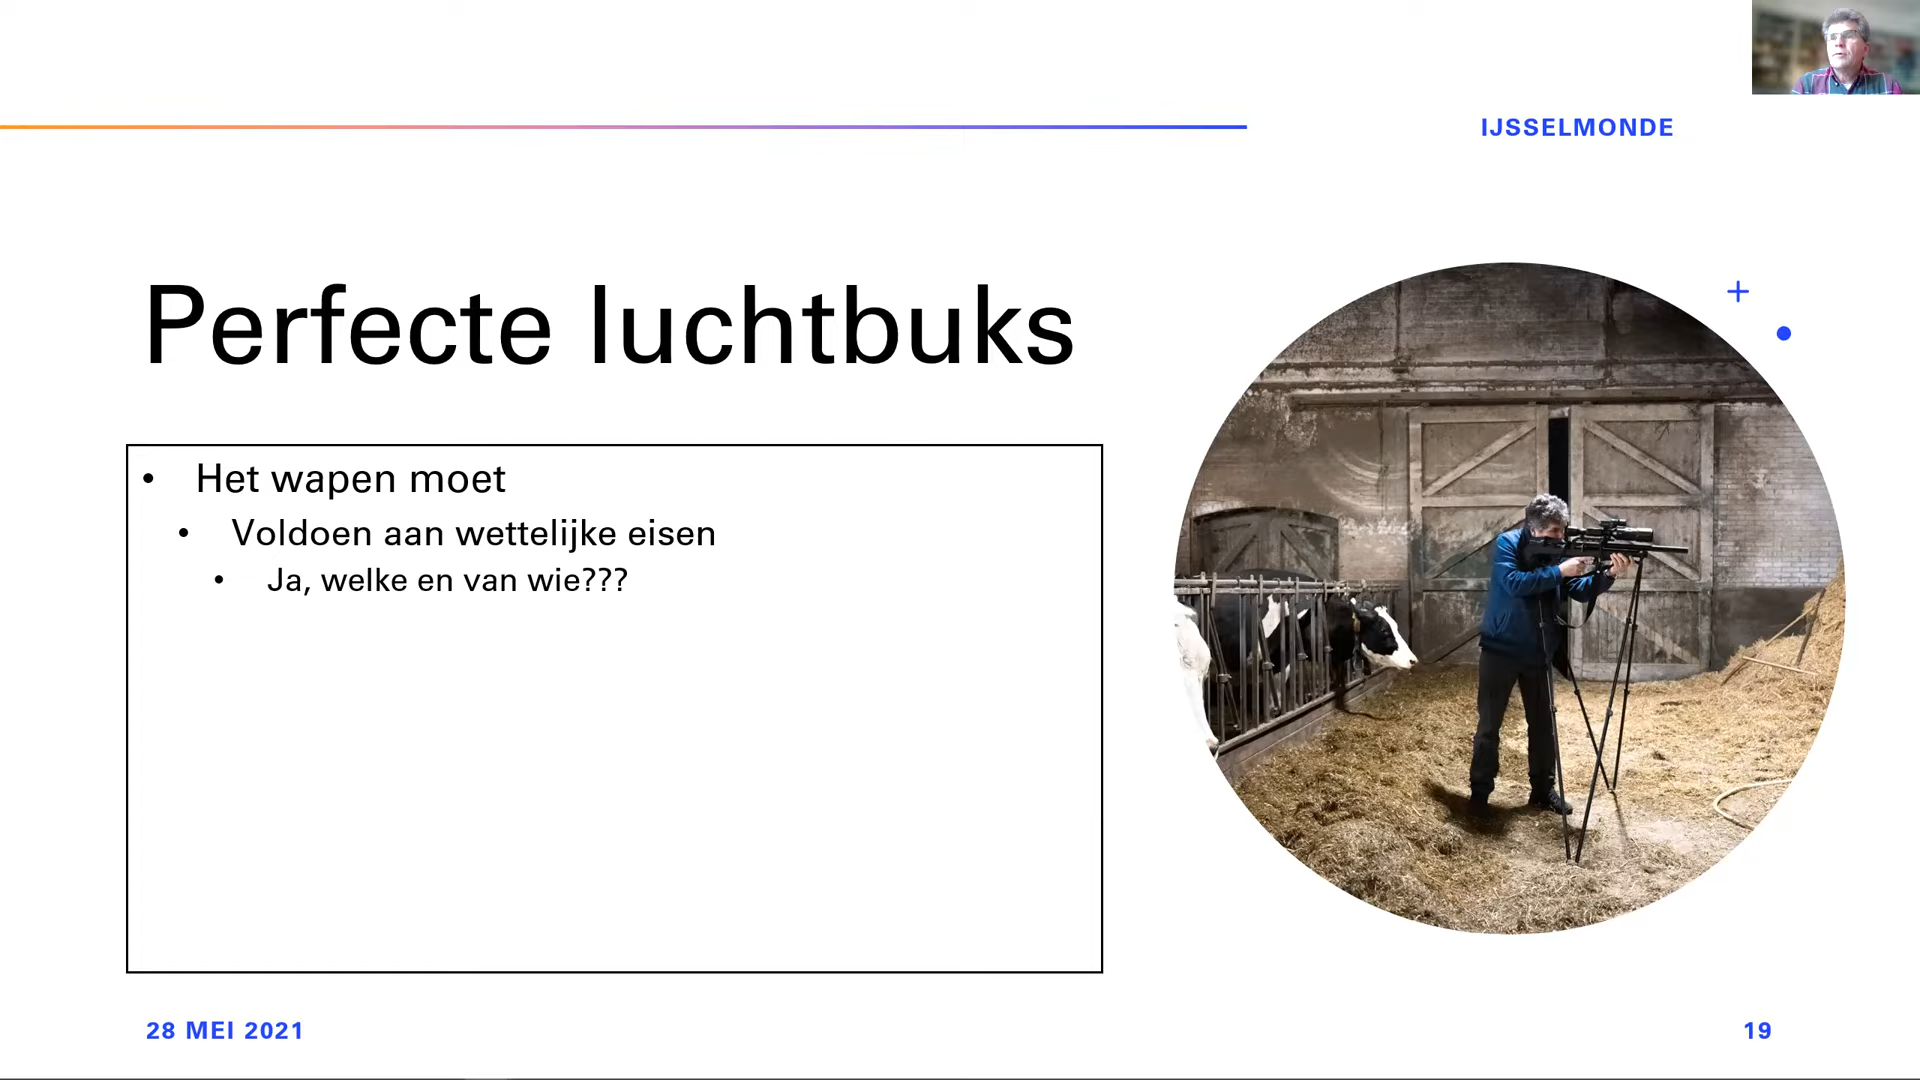 IJSSELMONDE
Perfecte luchtbuks
• Het wapen moet
• Voldoen aan wettelijke eisen
• Ja, welke en van wie???
28 MEI 2021
19